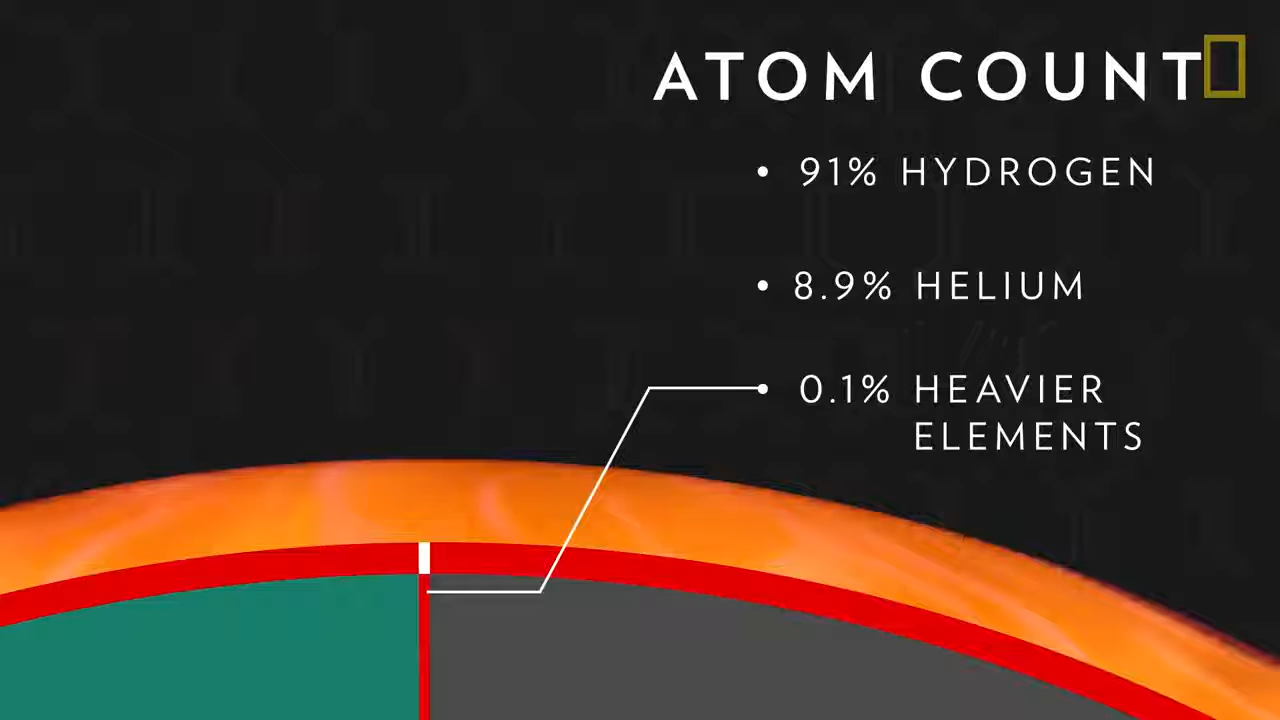 ATOM COUNT
• 91% HYDROGEN
• 8.9% HELIUM
• 0.1% HEAVIER
ELEMENTS